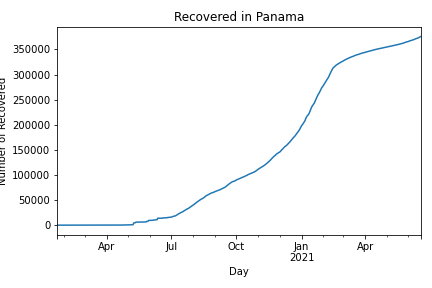 Recovered in Panama
Number of Recovered
350000
300000
250000
200000
150000
100000
50000
0
Apr Jul Oct Jan Apr
2021
Day